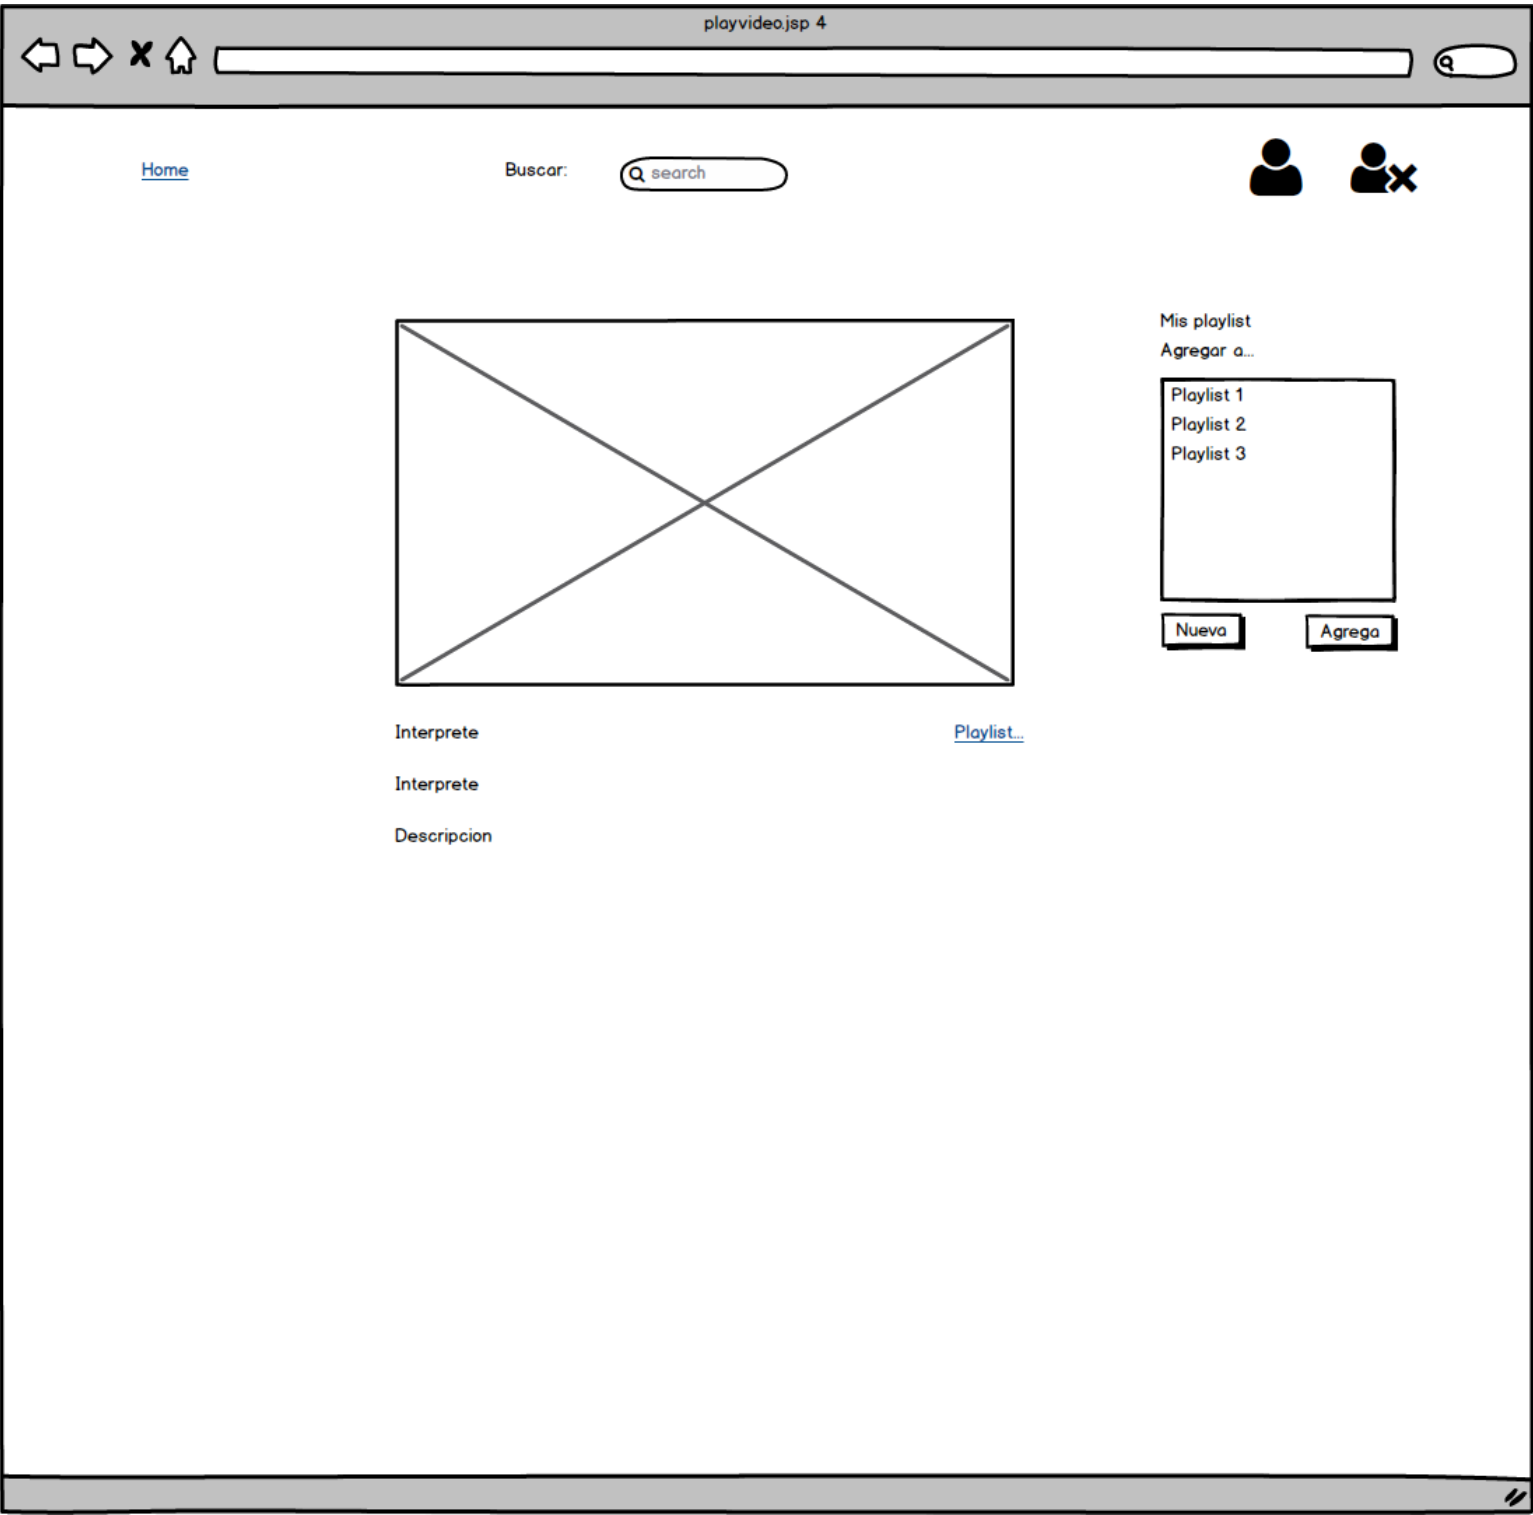 playvideo.jsp 4
Home
Buscar:
search
Mis playlist
Agregar a...
Playlist 1
Playlist 2
Playlist 3
Nueva
Agrega
Interprete
Playlist...
Interprete
Descripcion